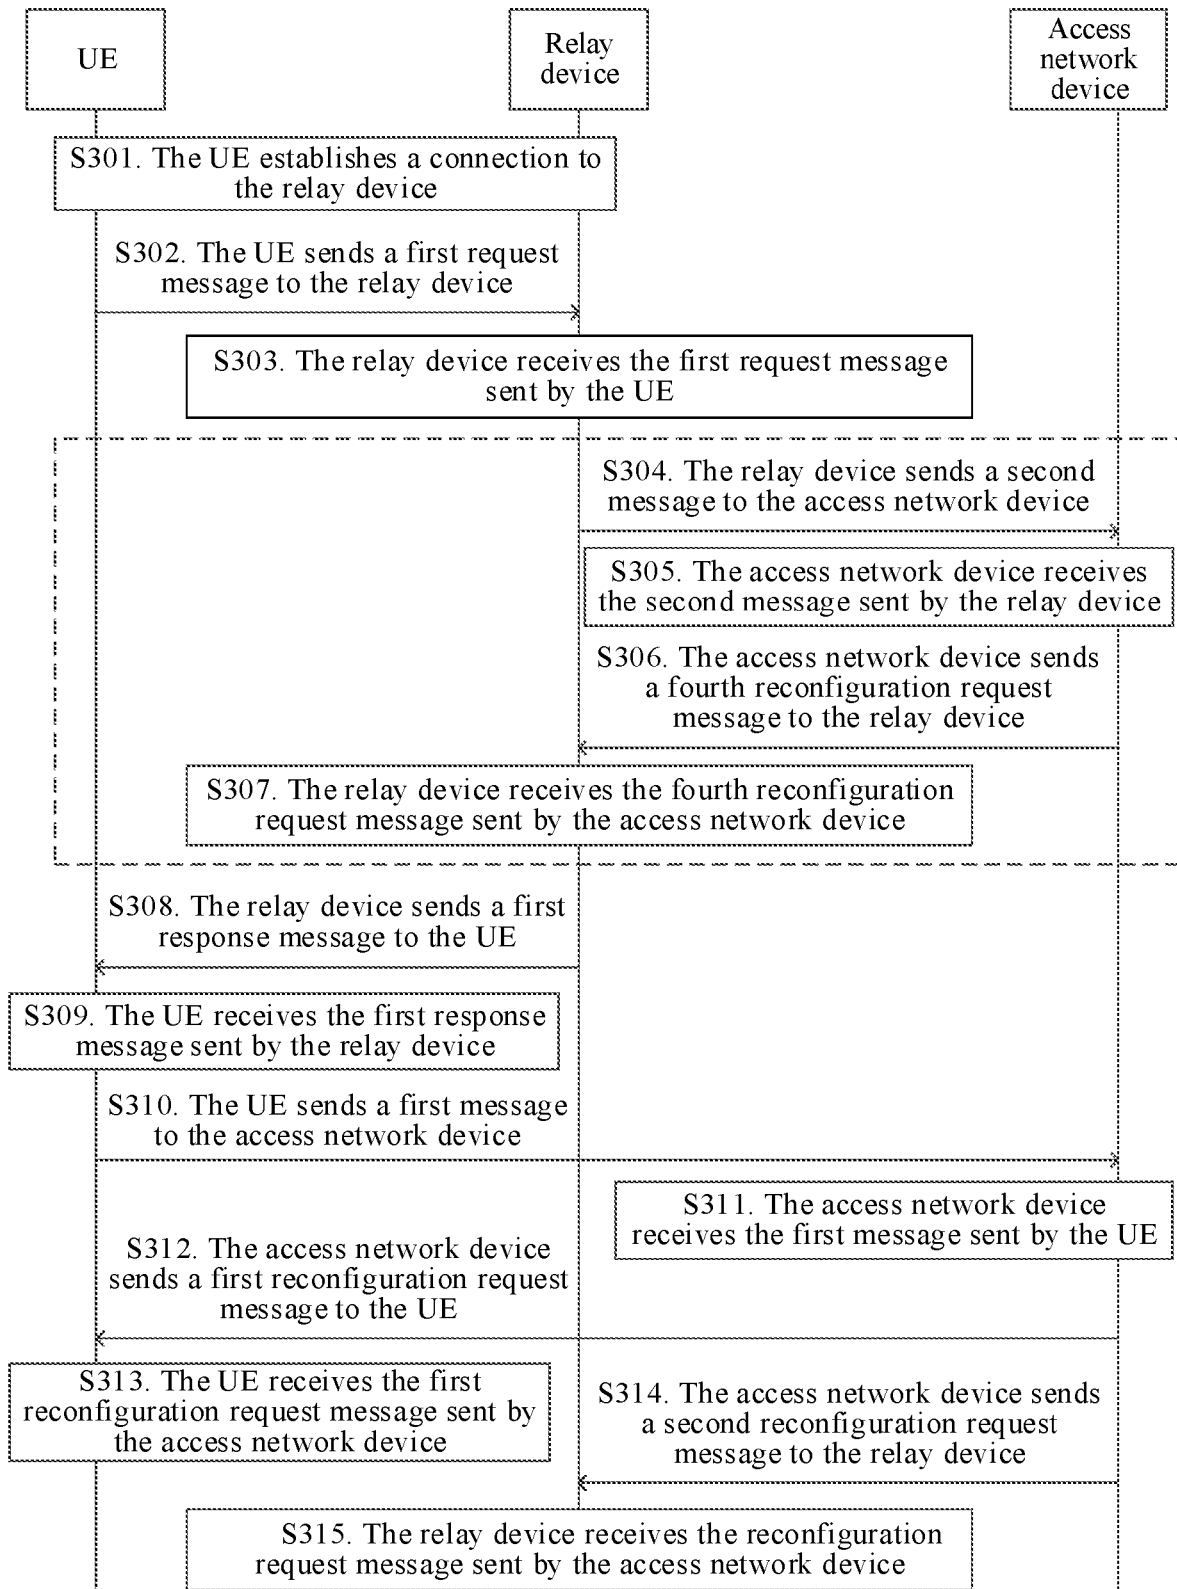 UE
Relay
device
Access
network
device
S301. The UE establishes a connection to
the relay device
S302. The UE sends a first request
message to the relay device
S303. The relay device receives the first request message
sent by the UE
S304. The relay device sends a second
message to the access network device
S305. The access network device receives
the second message sent by the relay device
S306. The access network device sends
a fourth reconfiguration request
message to the relay device
S307. The relay device receives the fourth reconfiguration
request message sent by the access network device
S308. The relay device sends a first
response message to the UE
S309. The UE receives the first response
message sent by the relay device
S310. The UE sends a first message
to the access network device
S311. The access network device
receives the first message sent by the UE
S312. The access network device
sends a first reconfiguration request
message to the UE
S313. The UE receives the first
reconfiguration request message sent by
the access network device
S314. The access network device sends
a second reconfiguration request
message to the relay device
S315. The relay device receives the reconfiguration
request message sent by the access network device